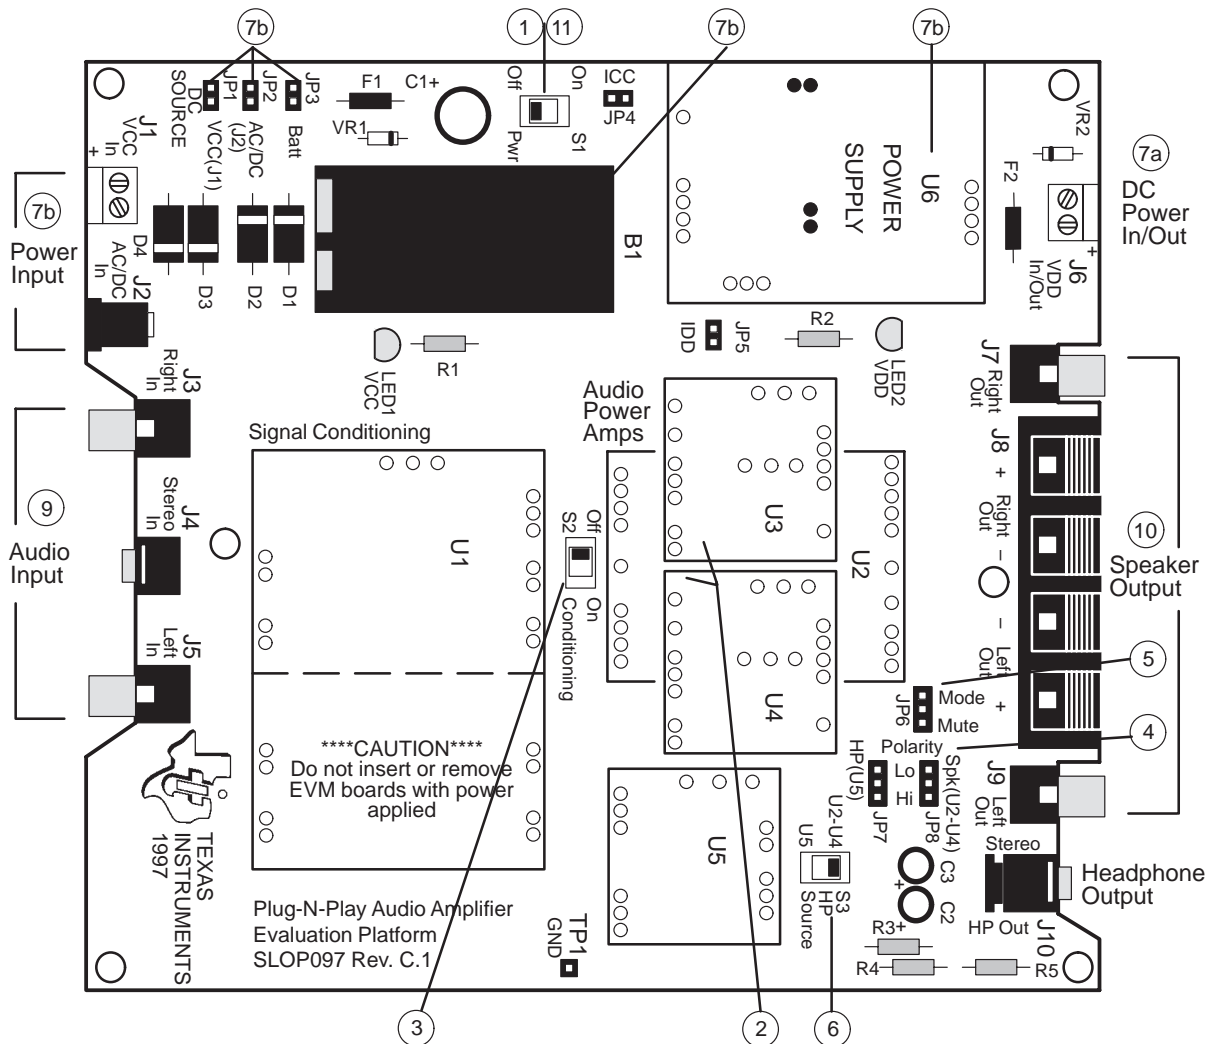 7b
1
11
7b
7b
JP1
JP2
JP3
DC
SOURCE
VCC(J1)
AC/DC
(J2)
Batt
F1
C1+
VR1
Off
On
Pwr
S1
ICC
JP4
POWER
SUPPLY
U6
VR2
F2
7a
DC
Power
In/Out
J1
VCC
In
+
7b
Power
Input
D4
AC/DC
In
J2
D3
D2
D1
B1
J6
VDD
In/Out
+
LED1
VCC
R1
IDD
JP5
R2
LED2
VDD
J7
Right
Out
J3
Right
In
Signal Conditioning
Audio
Power
Amps
U3
U2
U1
S2
Off
On
Conditioning
J8
+
Right
Out
–
–
Left
Out
+
9
Audio
Input
J4
Stereo
In
J5
Left
In
10
Speaker
Output
U4
5
JP6
Mode
Mute
4
Polarity
HP(U5)
Lo
Hi
Spk(U2-U4)
JP7
JP8
J9
Left
Out
****CAUTION****
Do not insert or remove
EVM boards with power
applied
TEXAS
INSTRUMENTS
1997
U5
U5
U2-U4
S3
HP
Source
+
C3
C2
Stereo
Headphone
Output
HP Out
J10
R3+
R4
R5
Plug-N-Play Audio Amplifier
Evaluation Platform
SLOP097 Rev. C.1
TP1
GND
3
2
6